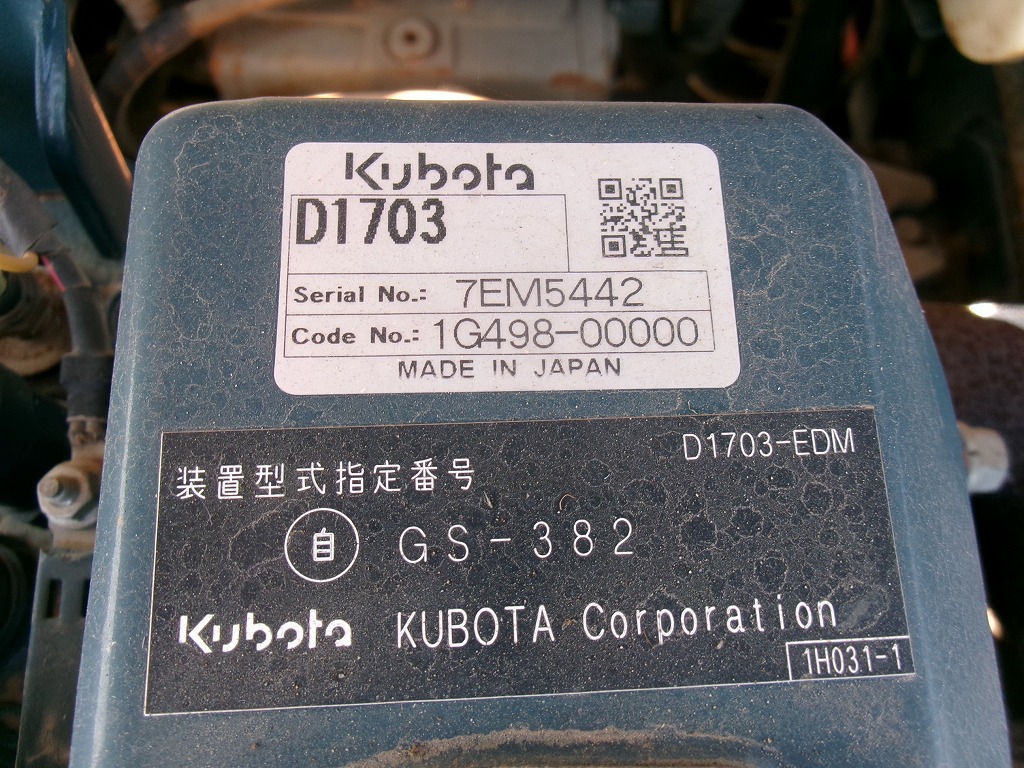 Kubota
D1703
Serial No.: 7EM5442
Code No.: 1G498-00000
MADE IN JAPAN
D1703-EDM
装置型式指定番号
自 GS-382
Kubota KUBOTA Corporation
1H031-1